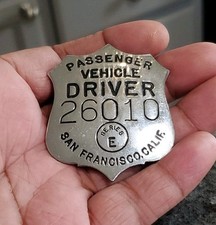 PASSENGER
VEHICLE
DRIVER
26010
SERIES
E
SAN FRANCISCO, CALIF.